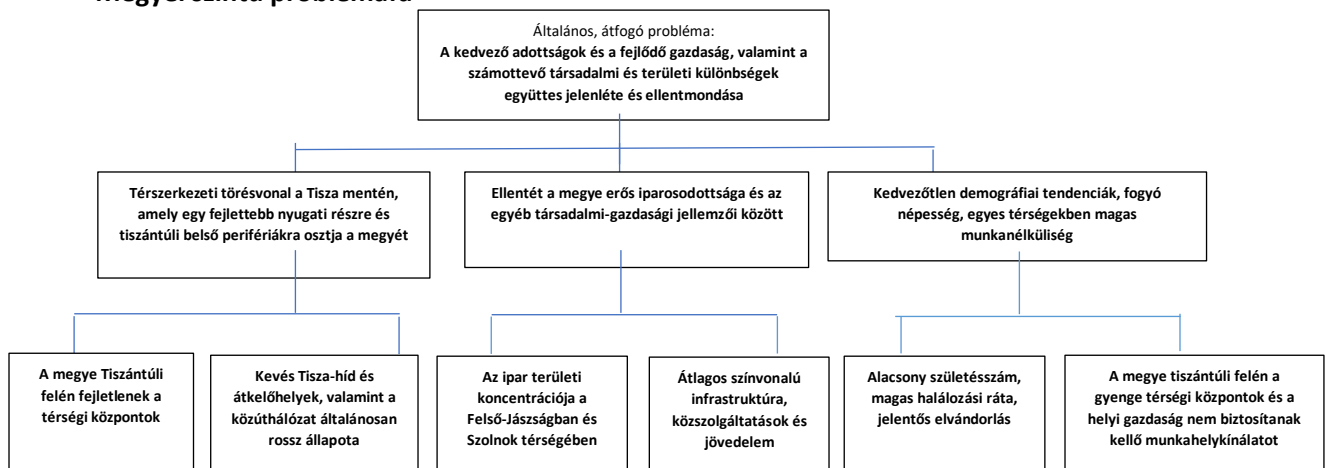 Megyei szintű problémafa
Általános, átfogó probléma:
A kedvező adottságok és a fejlődő gazdaság, valamint a
számottevő társadalmi és területi különbségek
együttes jelenléte és ellentmondása
Térszerkezeti törésvonal a Tisza mentén,
amely egy fejlettebb nyugati részre és
tiszántúli belső perifériákra osztja a megyét
Ellentét a megye erős iparosodottsága és az
egyéb társadalmi-gazdasági jellemzői között
Kedvezőtlen demográfiai tendenciák, fogyó
népesség, egyes térségekben magas
munkanélküliség
A megye Tiszántúli
felén fejletlenek a
térségi központok
Kevés Tisza-híd és
átkelőhelyek, valamint a
közúthálózat általánosan
rossz állapota
Az ipar területi
koncentrációja a
Felső-Jászságban és
Szolnok térségében
Átlagos színvonalú
infrastruktúra,
közszolgáltatások és
jövedelem
Alacsony születésszám,
magas halálozási ráta,
jelentős elvándorlás
A megye tiszántúli felén a
gyenge térségi központok és a
helyi gazdaság nem biztosítanak
kellő munkahelykínálatot